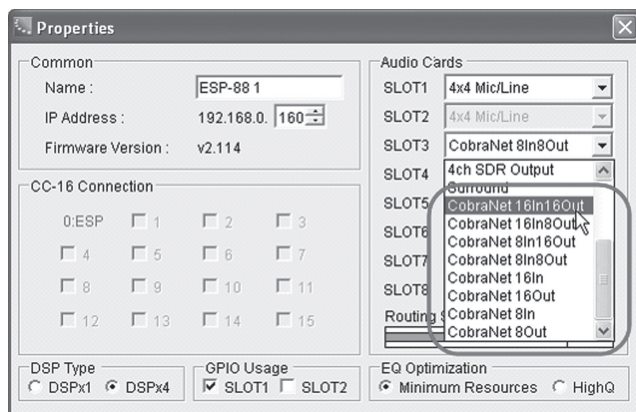 Properties
Common
Name : ESP-88 1
IP Address : 192.168.0. 160
Firmware Version : v2.114
CC-16 Connection
0:ESP 1 2 3
4 5 6 7
8 9 10 11
12 13 14 15
Audio Cards
SLOT1 4x4 Mic/Line
SLOT2 4x4 Mic/Line
SLOT3 CobraNet 8In8Out
SLOT4
SLOT5
SLOT6
SLOT7
SLOT8
4ch SDR Output
Surround
CobraNet 16In16Out
CobraNet 16In8Out
CobraNet 8In16Out
CobraNet 8In8Out
CobraNet 16In
CobraNet 16Out
CobraNet 8In
CobraNet 8Out
Routing
DSP Type
DSPx1 DSPx4
GPIO Usage
SLOT1 SLOT2
EQ Optimization
Minimum Resources HighQ